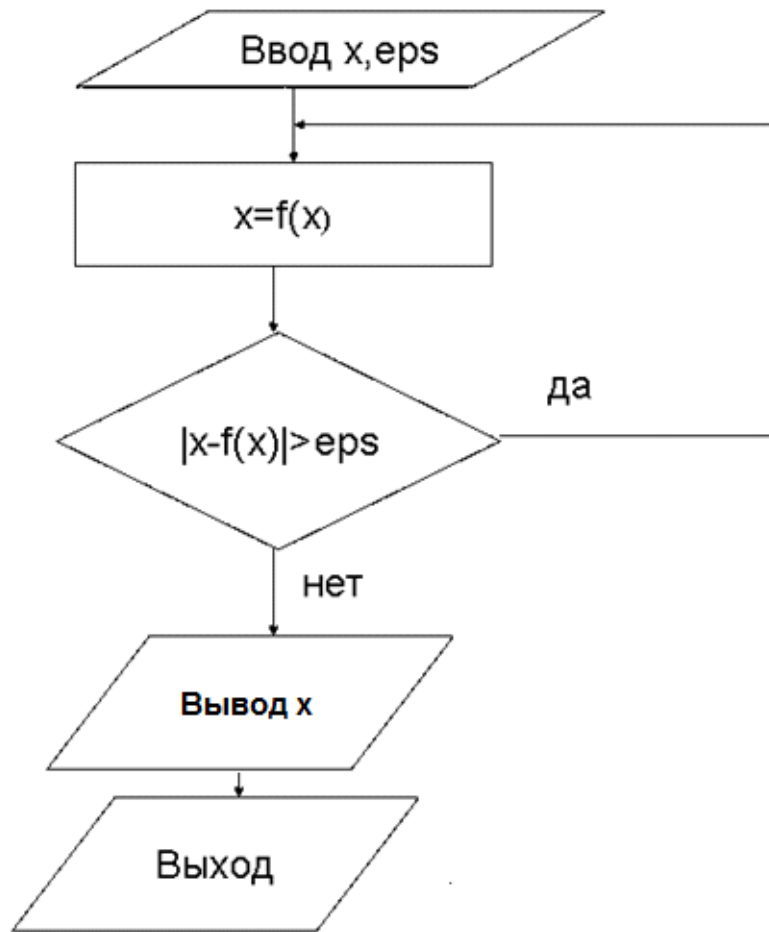 Ввод x,eps
x=f(x)
|x-f(x)|>eps
да
нет
Вывод x
Выход